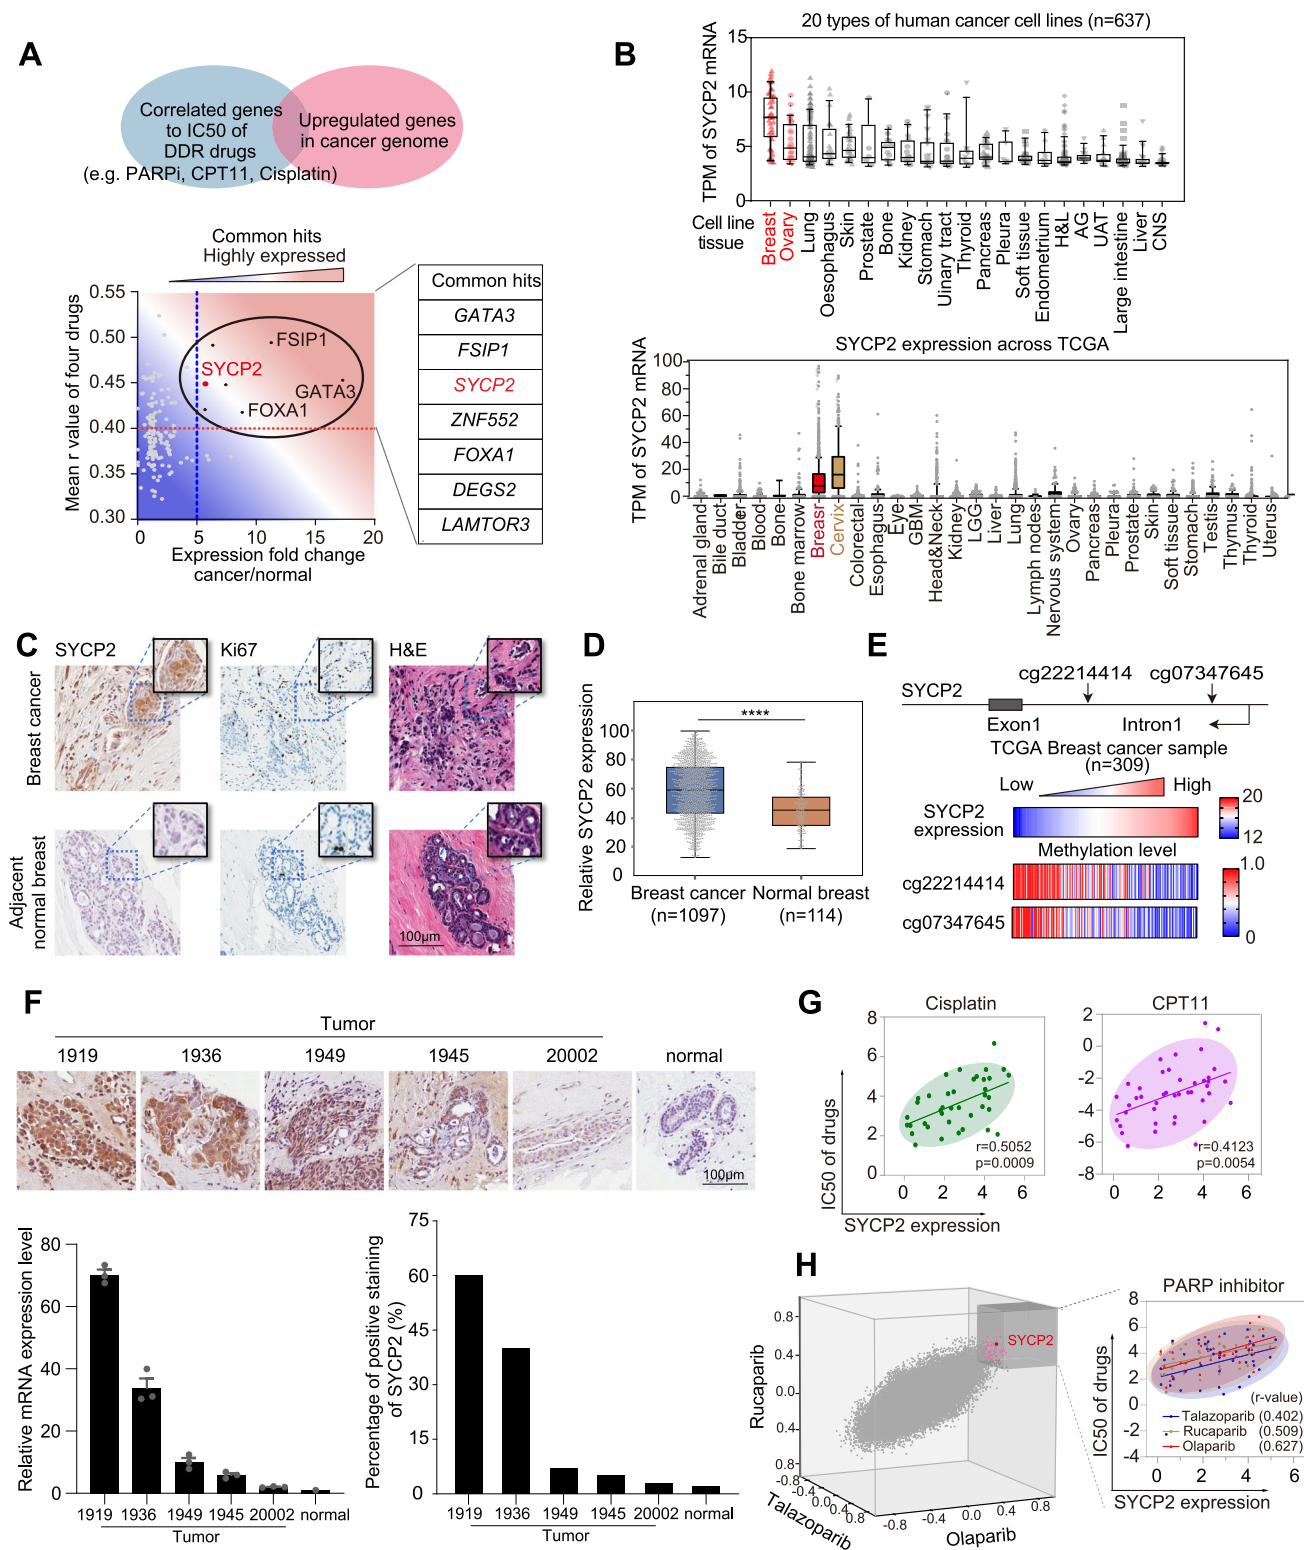 A
Correlated genes
to IC50 of
DDR drugs
(e.g. PARPi, CPT11, Cisplatin)
Upregulated genes
in cancer genome
Common hits
Highly expressed
Mean r value of four drugs
0.55
0.50
0.45
0.40
0.35
0.30
FSIP1
SYCP2
GATA3
FOXA1
0
5
10
15
20
Expression fold change
cancer/normal
Common hits
GATA3
FSIP1
SYCP2
ZNF552
FOXA1
DEGS2
LAMTOR3
B
20 types of human cancer cell lines (n=637)
TPM of SYCP2 mRNA
15
10
5
0
Cell line
tissue
Breast
Ovary
Lung
Oesophagus
Skin
Prostate
Bone
Kidney
Stomach
Uinary tract
Thyroid
Pancreas
Pleura
Soft tissue
Endometrium
H&L
AG
UAT
Large intestine
Liver
CNS
SYCP2 expression across TCGA
TPM of SYCP2 mRNA
100
80
60
40
20
0
Adrenal gland
Bile duct
Bladder
Blood
Bone
Bone marrow
Breasr
Cervix
Colorectal
Esophagus
Eye
GBM
Head&Neck
Kidney
LGG
Liver
Lung
Lymph nodes
Nervous system
Ovary
Pancreas
Pleura
Prostate
Skin
Soft tissue
Stomach
Testis
Thymus
Thyroid
Uterus
C
SYCP2
Ki67
H&E
Breast cancer
Adjacent
normal breast
100μm
D
Relative SYCP2 expression
100
80
60
40
20
0
****
Breast cancer
(n=1097)
Normal breast
(n=114)
E
cg22214414
cg07347645
SYCP2
Exon1
Intron1
TCGA Breast cancer sample
(n=309)
Low
High
SYCP2
expression
20
12
Methylation level
cg22214414
cg07347645
1.0
0
F
Tumor
1919
1936
1949
1945
20002
normal
100μm
Relative mRNA expression level
80
60
40
20
0
1919
1936
1949
1945
20002
normal
Tumor
Percentage of positive staining
of SYCP2 (%)
75
60
45
30
15
0
1919
1936
1949
1945
20002
normal
Tumor
G
Cisplatin
IC50 of drugs
8
6
4
2
0
r=0.5052
p=0.0009
0
2
4
6
SYCP2 expression
CPT11
2
0
-2
-4
-6
-8
r=0.4123
p=0.0054
0
2
4
6
H
Rucaparib
0.8
0.4
0.0
0.4
0.8
SYCP2
-0.8
-0.4
0.0
0.4
0.8
Talazoparib
-0.8
-0.4
0.0
0.4
0.8
Olaparib
PARP inhibitor
IC50 of drugs
8
6
4
2
0
-2
-4
(r-value)
Talazoparib (0.402)
Rucaparib (0.509)
Olaparib (0.627)
0
2
4
6
SYCP2 expression